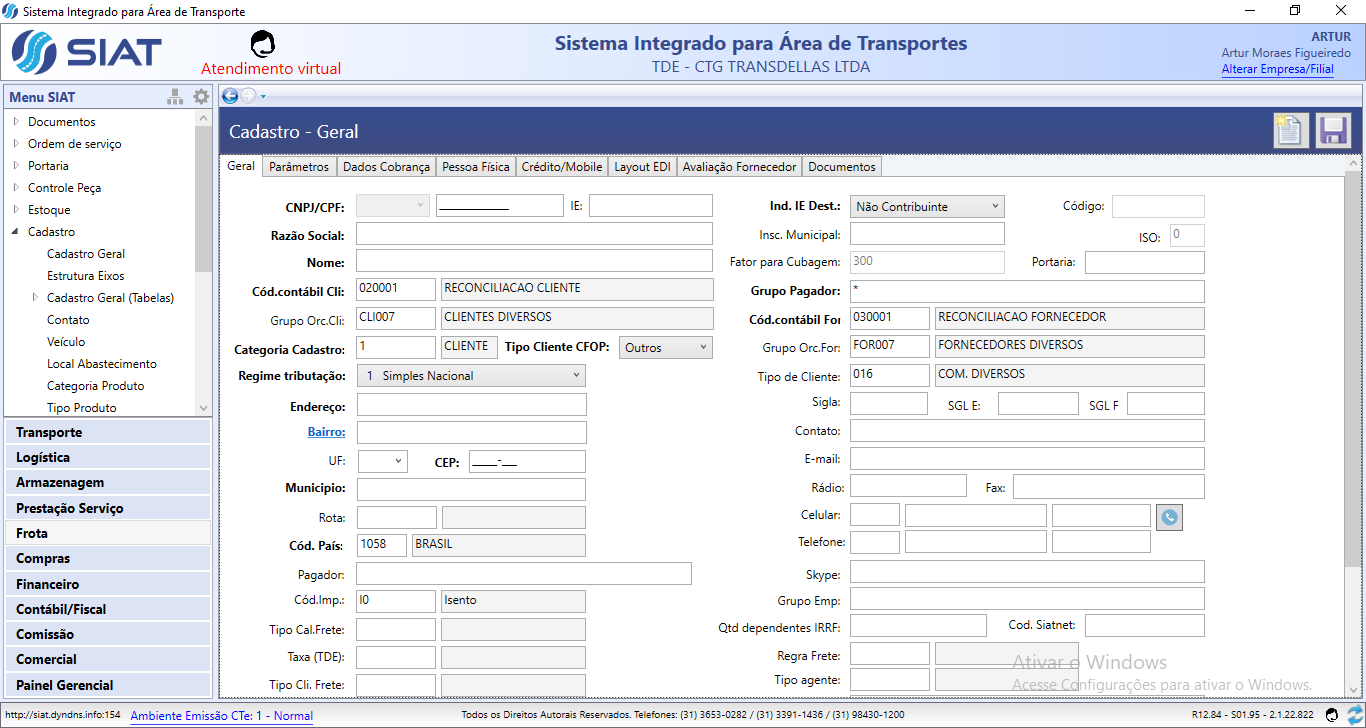 Sistema Integrado para Área de Transporte
SIAT
Atendimento virtual
Sistema Integrado para Área de Transportes
TDE - CTG TRANSDELLAS LTDA
ARTUR
Artur Moraes Figueiredo
Alterar Empresa/Filial
Menu SIAT
Documentos
Ordem de serviço
Portaria
Controle Peça
Estoque
Cadastro
Cadastro Geral
Estrutura Eixos
Cadastro Geral (Tabelas)
Contato
Veículo
Local Abastecimento
Categoria Produto
Tipo Produto
Transporte
Logística
Armazenagem
Prestação Serviço
Frota
Compras
Financeiro
Contábil/Fiscal
Comissão
Comercial
Painel Gerencial
Cadastro - Geral
Geral Parâmetros Dados Cobrança Pessoa Física Crédito/Mobile Layout EDI Avaliação Fornecedor Documentos
CNPJ/CPF: IE:
Razão Social:
Nome:
Cód.contábil Cli: 020001 RECONCILIACAO CLIENTE
Grupo Orc.Cli: CLI007 CLIENTES DIVERSOS
Categoria Cadastro: 1 CLIENTE Tipo Cliente CFOP: Outros
Regime tributação: 1 Simples Nacional
Endereço:
Bairro:
UF: CEP: _____-___
Município:
Rota:
Cód. País: 1058 BRASIL
Pagador:
Cód.Imp.: I0 Isento
Tipo Cal.Frete:
Taxa (TDE):
Tipo Cli. Frete:
Ind. IE Dest.: Não Contribuinte Código:
Insc. Municipal: ISO: 0
Fator para Cubagem: 300 Portaria:
Grupo Pagador: *
Cód.contábil For 030001 RECONCILIACAO FORNECEDOR
Grupo Orc.For: FOR007 FORNECEDORES DIVERSOS
Tipo de Cliente: 016 COM. DIVERSOS
Sigla: SGL E: SGL F
Contato:
E-mail:
Rádio: Fax:
Celular:
Telefone:
Skype:
Grupo Emp:
Qtd dependentes IRRF: Cod. Siatnet:
Regra Frete:
Tipo agente:
Ativar o Windows
Acesse Configurações para ativar o Windows.
http://siat.dyndns.info:154 Ambiente Emissão CTe: 1 - Normal Todos os Direitos Autorais Reservados. Telefones: (31) 3653-0282 / (31) 3391-1436 / (31) 98430-1200 R12.84 - S01.95 - 2.1.22.822